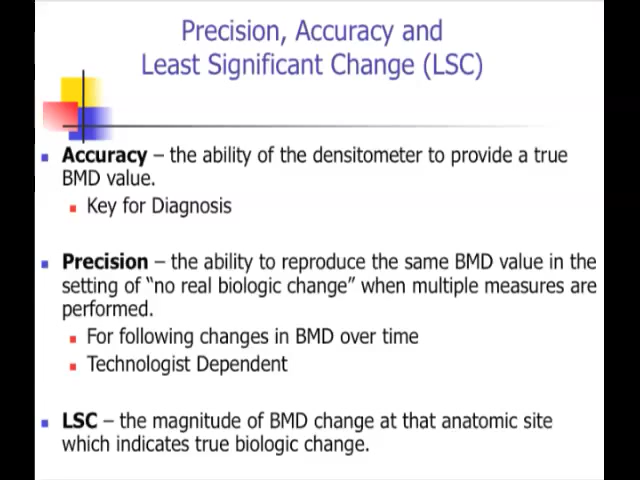 Precision, Accuracy and
Least Significant Change (LSC)
Accuracy – the ability of the densitometer to provide a true
BMD value.
Key for Diagnosis
Precision – the ability to reproduce the same BMD value in the
setting of “no real biologic change” when multiple measures are
performed.
For following changes in BMD over time
Technologist Dependent
LSC – the magnitude of BMD change at that anatomic site
which indicates true biologic change.